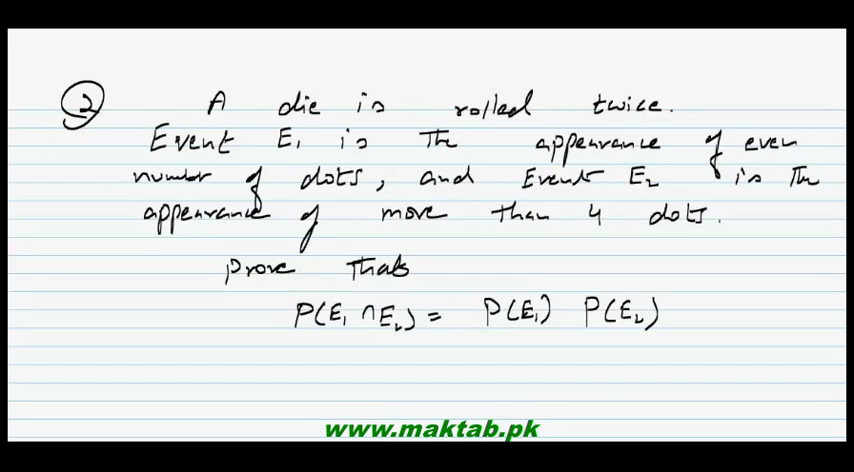 2 A die is rolled twice.
Event E₁ is the appearance of even
number of dots, and Event E₂ is the
appearance of more than 4 dots.
prove that
P(E₁ ∩ E₂) = P(E₁) P(E₂)
www.maktab.pk